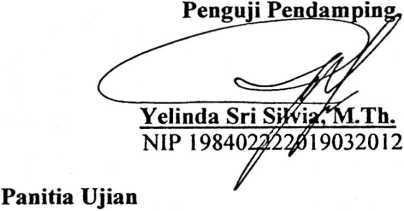 Penguji Pendamping,
Yelinda Sri Silvia, M.Th.
NIP 198402222019032012
Panitia Ujian